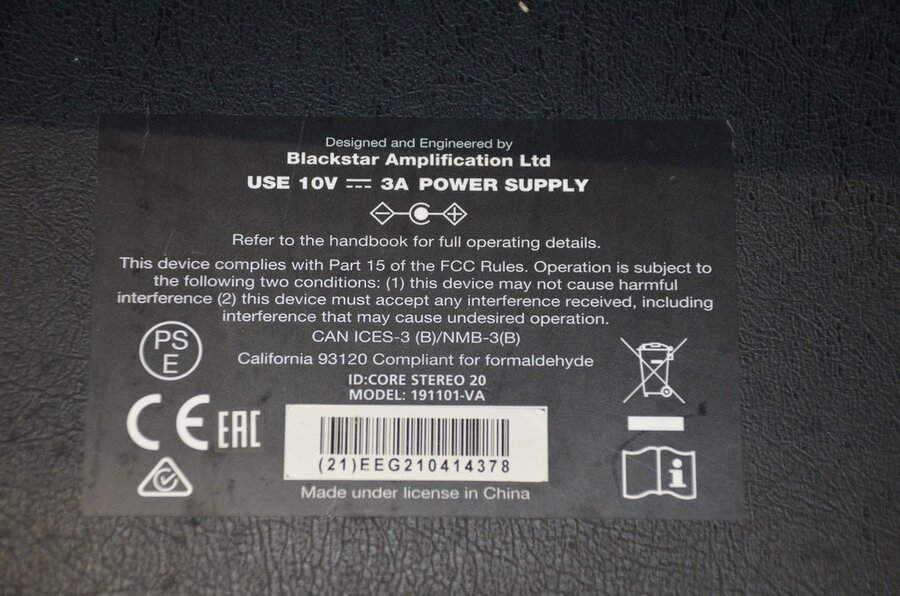 Designed and Engineered by
Blackstar Amplification Ltd
USE 10V ⎓ 3A POWER SUPPLY
Refer to the handbook for full operating details.
This device complies with Part 15 of the FCC Rules. Operation is subject to
the following two conditions: (1) this device may not cause harmful
interference (2) this device must accept any interference received, including
interference that may cause undesired operation.
CAN ICES-3 (B)/NMB-3(B)
PS
E
California 93120 Compliant for formaldehyde
ID:CORE STEREO 20
MODEL: 191101-VA
CE EAC
(21)EEG210414378
Made under license in China